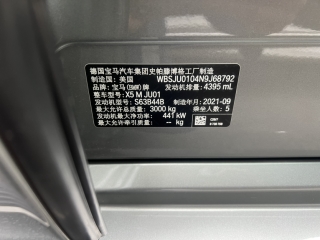 德国宝马汽车集团史帕滕博格工厂制造
制造国：美国 WBSJU0104N9J68792
品牌：宝马(BMW)牌 发动机排量：4395 mL
整车型号：X5 M JU01
发动机型号：S63B44B 制造年月：2021-09
最大允许总质量：3000 kg 乘坐人数：5
发动机最大净功率：441 kW
最大允许牵引质量：- kg